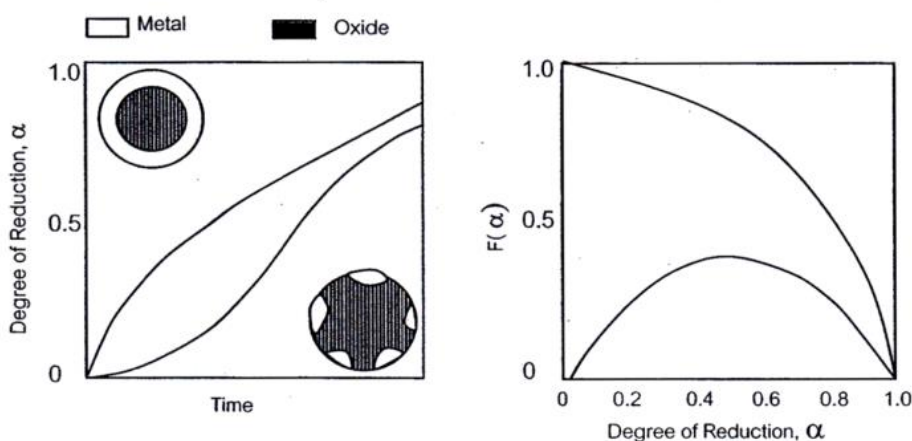 Metal
Oxide
1.0
0.5
0
Degree of Reduction, α
Time
1.0
0.5
0
F(α)
0
0.2
0.4
0.6
0.8
1.0
Degree of Reduction, α